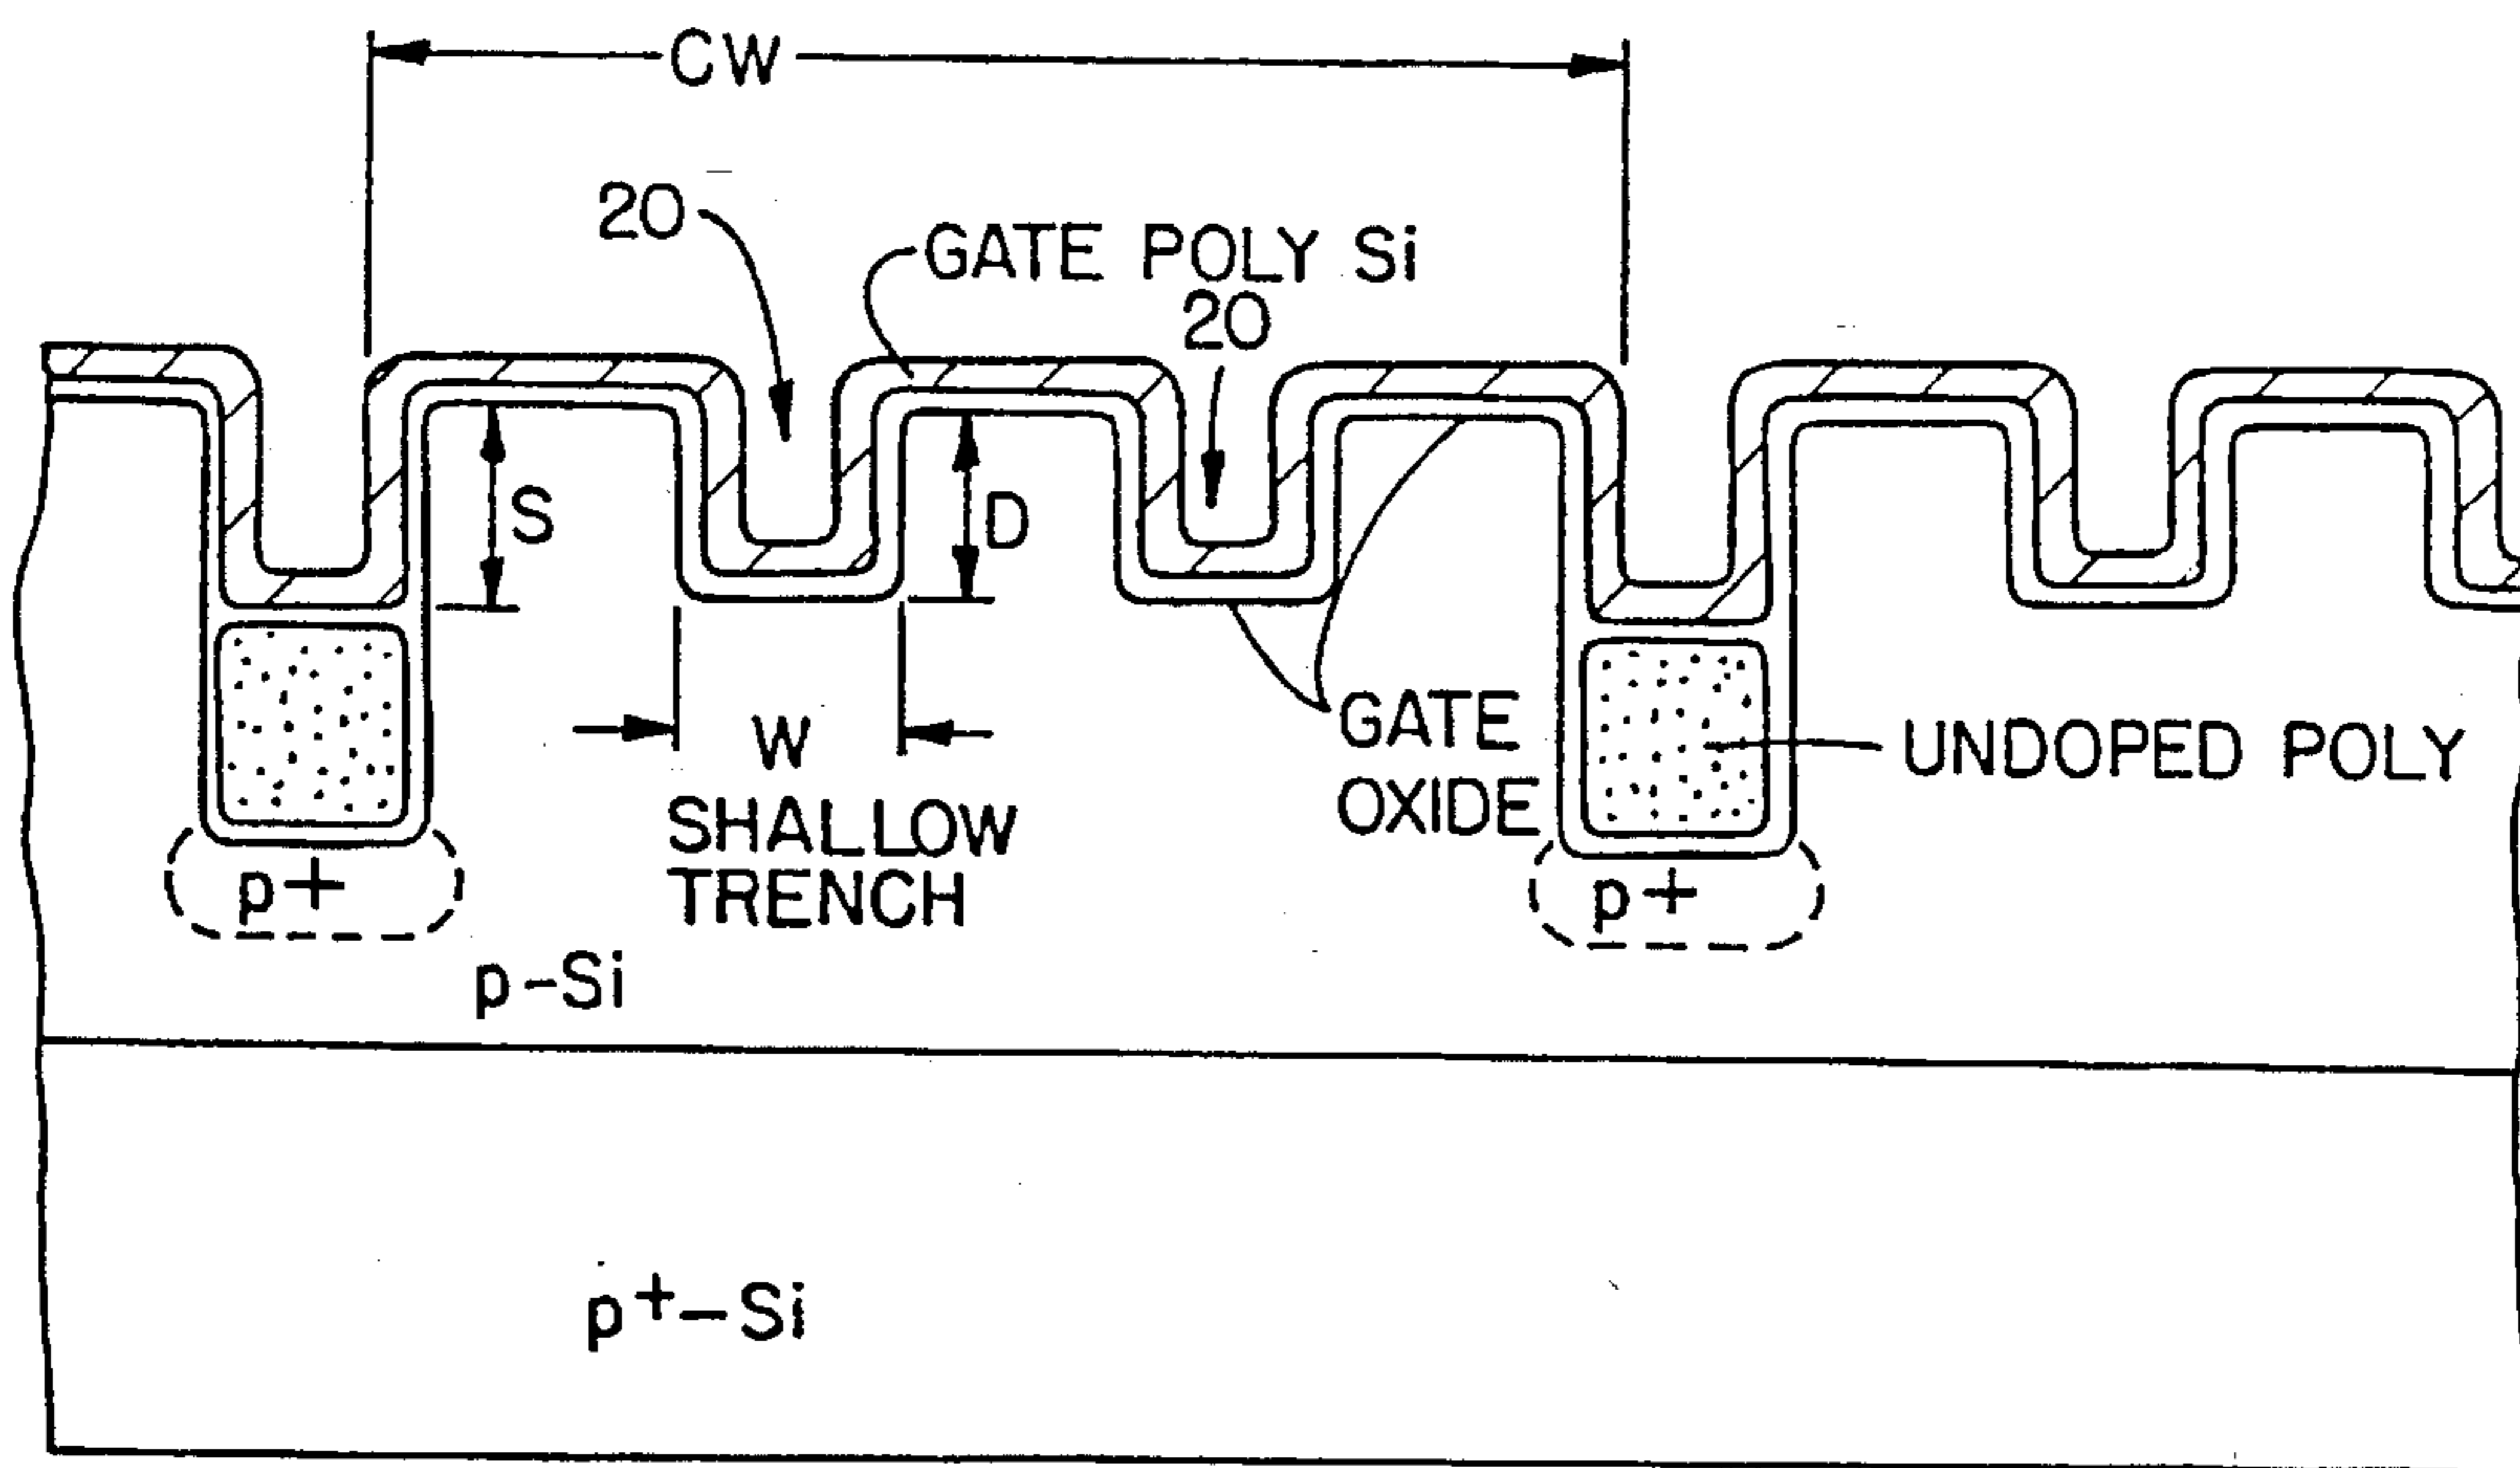 CW
20
GATE POLY Si
20
S
D
W
SHALLOW
TRENCH
GATE
OXIDE
UNDOPED POLY
p+
p+
p-Si
p+-Si